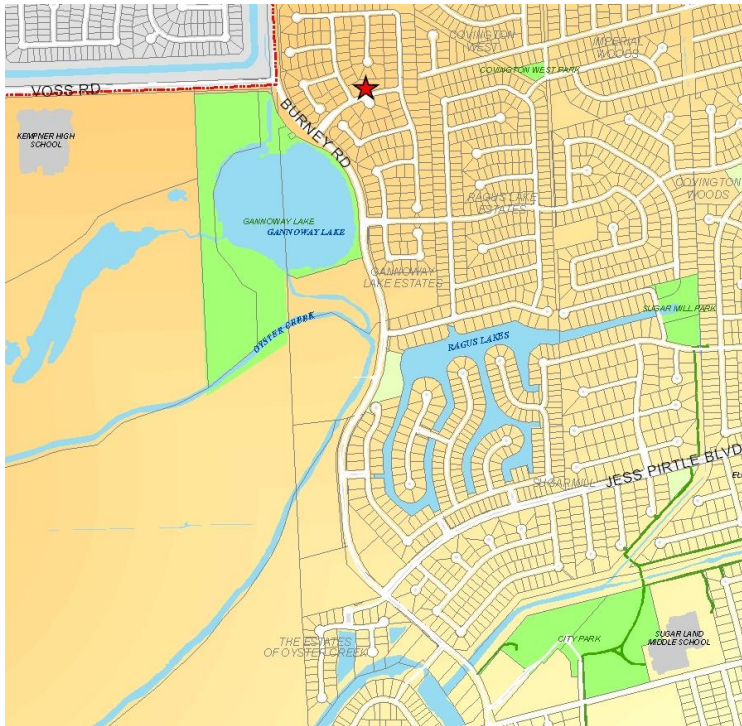 COVINGTON
WEST
IMPERIAL
WOODS
COVINGTON WEST PARK
VOSS RD
BURNEY RD
KEMPNER HIGH
SCHOOL
COVINGTON
WOODS
RAGUS LAKE
ESTATES
GANNOWAY LAKE
GANNOWAY LAKE
GANNOWAY
LAKE ESTATES
SUGAR MILL PARK
OYSTER CREEK
RAGUS LAKES
JESS PIRTLE BLVD
SUGAR MILL
THE ESTATES
OF OYSTER CREEK
CITY PARK
SUGAR LAND
MIDDLE SCHOOL